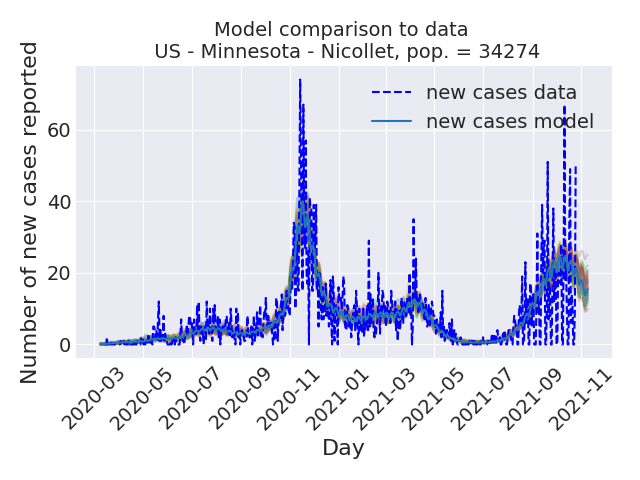 Model comparison to data
US - Minnesota - Nicollet, pop. = 34274
new cases data
new cases model
Number of new cases reported
60
40
20
0
2020-03
2020-05
2020-07
2020-09
2020-11
2021-01
2021-03
2021-05
2021-07
2021-09
2021-11
Day